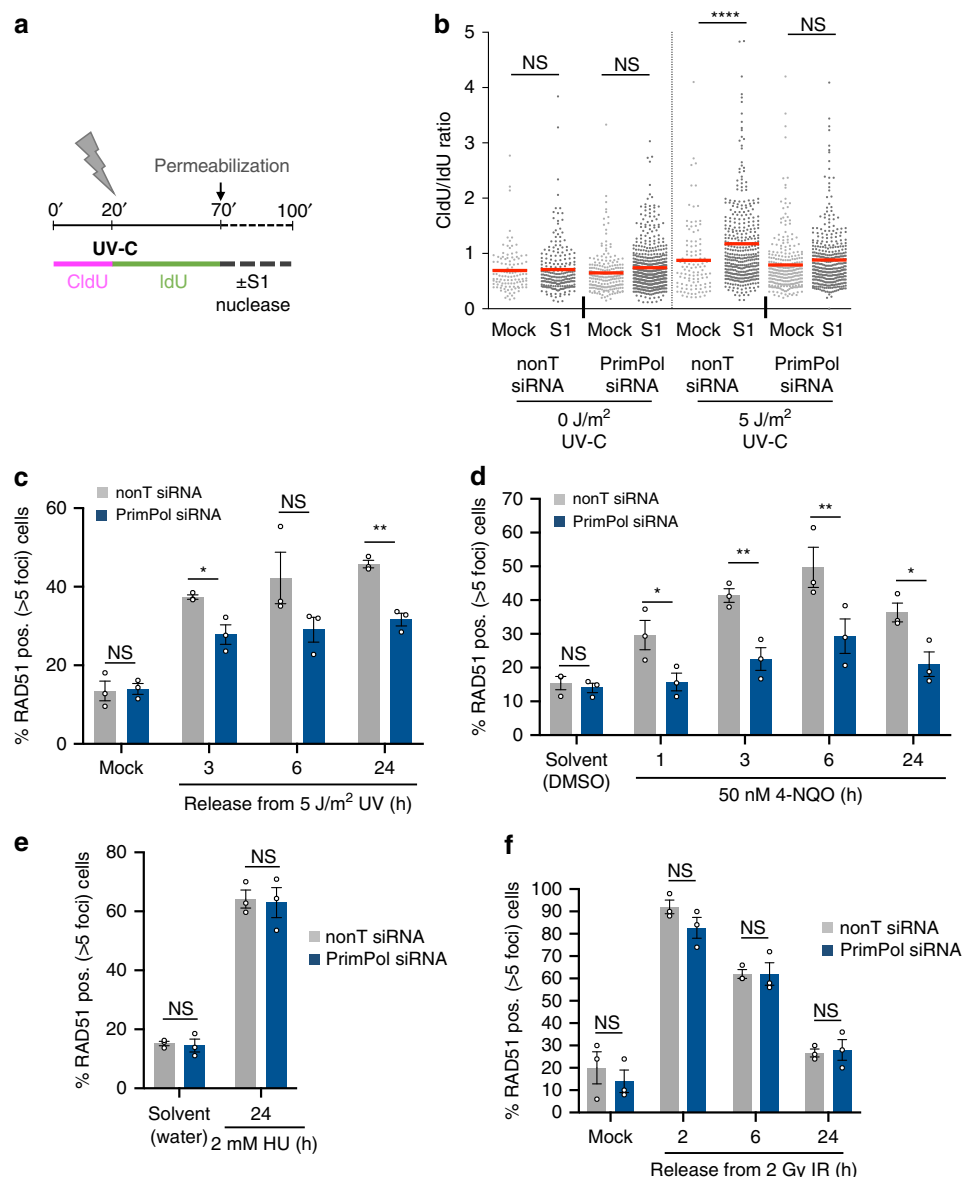 a
Permeabilization
0′ 20′ 70′ 100′
UV-C
CldU IdU ±S1
nuclease
b
CldU/IdU ratio
5
4
3
2
1
0
NS NS **** NS
Mock S1 Mock S1 Mock S1 Mock S1
nonT siRNA PrimPol siRNA nonT siRNA PrimPol siRNA
0 J/m² UV-C 5 J/m² UV-C
c
nonT siRNA
PrimPol siRNA
% RAD51 pos. (>5 foci) cells
60
40
20
0
NS * NS **
Mock 3 6 24
Release from 5 J/m² UV (h)
d
nonT siRNA
PrimPol siRNA
% RAD51 pos. (>5 foci) cells
70
60
50
40
30
20
10
0
NS * ** ** *
Solvent (DMSO) 1 3 6 24
50 nM 4-NQO (h)
e
% RAD51 pos. (>5 foci) cells
80
60
40
20
0
NS NS
nonT siRNA
PrimPol siRNA
Solvent (water) 24
2 mM HU (h)
f
% RAD51 pos. (>5 foci) cells
100
90
80
70
60
50
40
30
20
10
0
NS NS NS NS
nonT siRNA
PrimPol siRNA
Mock 2 6 24
Release from 2 Gy IR (h)